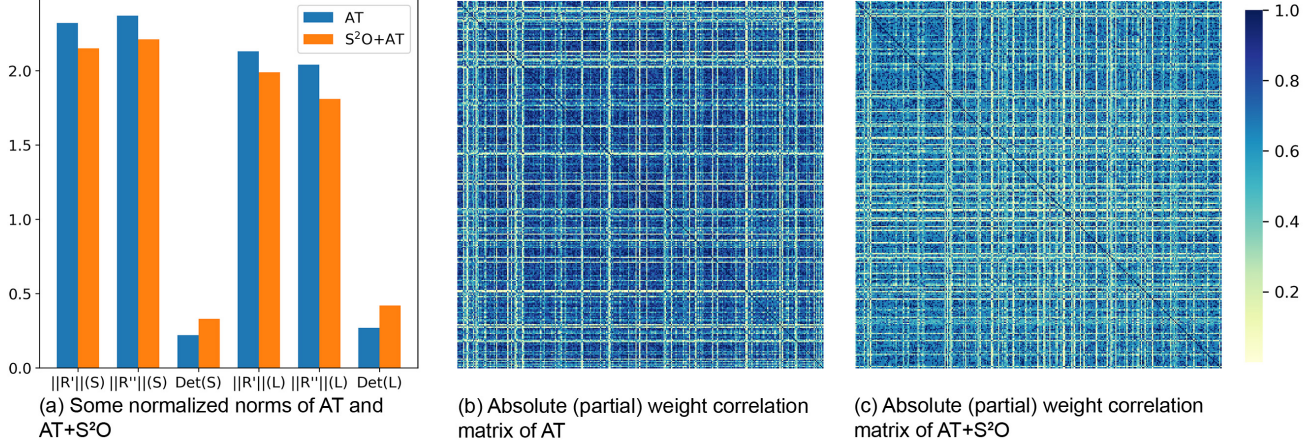 AT
S²O+AT
2.0
1.5
1.0
0.5
0.0
||R'||(S) ||R''||(S) Det(S) ||R'||(L) ||R''||(L) Det(L)
(a) Some normalized norms of AT and
AT+S²O
(b) Absolute (partial) weight correlation
matrix of AT
(c) Absolute (partial) weight correlation
matrix of AT+S²O
1.0
0.8
0.6
0.4
0.2